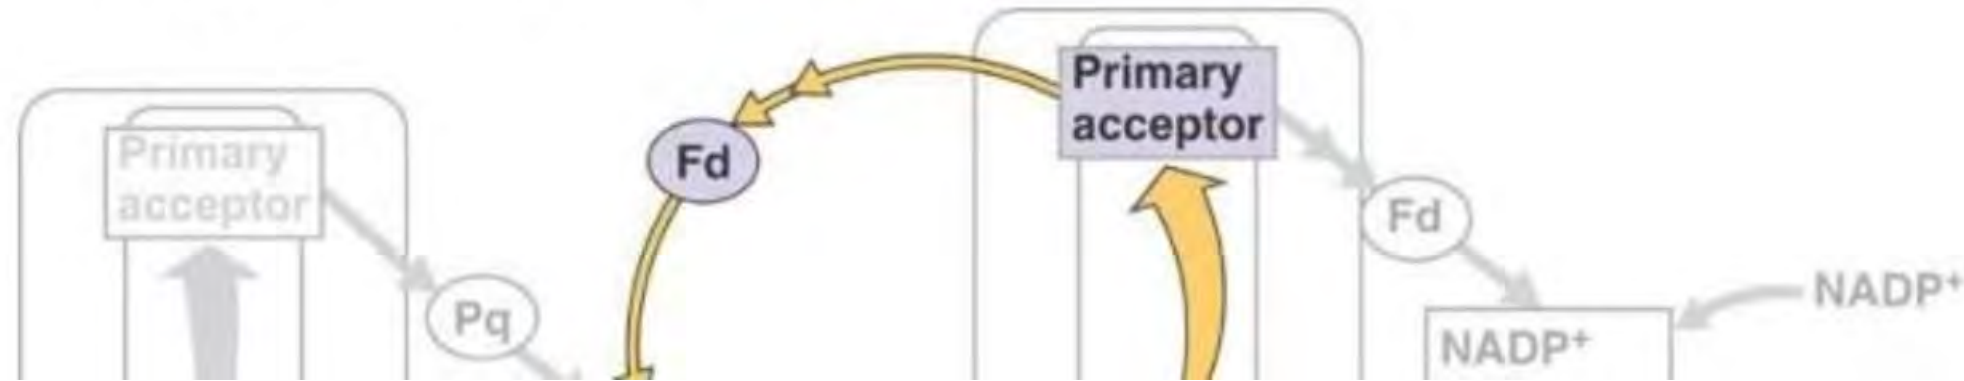 Primary
acceptor
Pq
Fd
Primary
acceptor
Fd
NADP⁺
NADP⁺